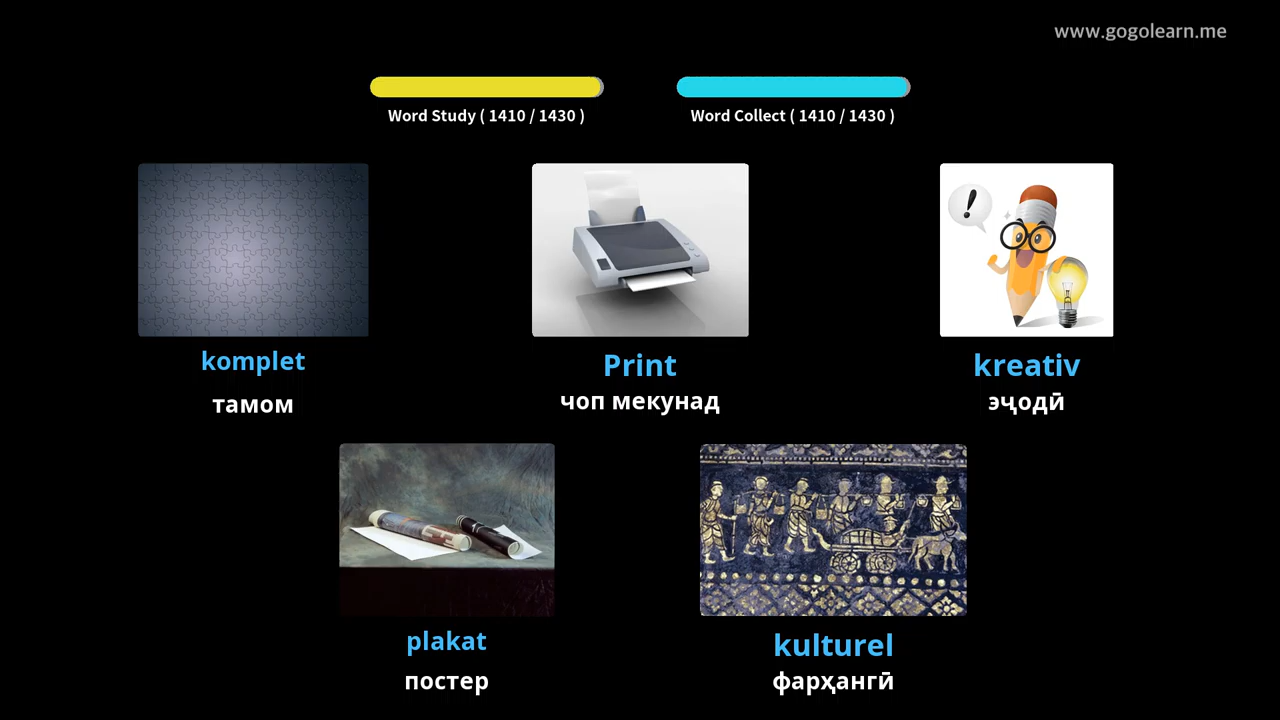 www.gogolearn.me
Word Study ( 1410 / 1430 )
Word Collect ( 1410 / 1430 )
komplet
тамом
Print
чоп мекунад
kreativ
эҷодӣ
plakat
постер
kulturel
фарҳангӣ